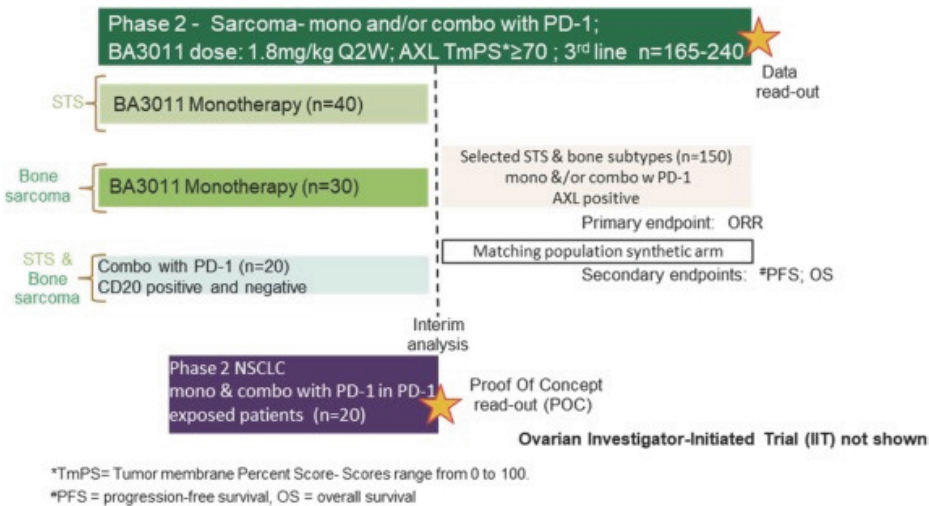 Phase 2 - Sarcoma- mono and/or combo with PD-1;
BA3011 dose: 1.8mg/kg Q2W; AXL TmPS*≥70 ; 3rd line n=165-240
Data
read-out
STS
BA3011 Monotherapy (n=40)
Bone
sarcoma
BA3011 Monotherapy (n=30)
Selected STS & bone subtypes (n=150)
mono &/or combo w PD-1
AXL positive
Primary endpoint: ORR
STS &
Bone
sarcoma
Combo with PD-1 (n=20)
CD20 positive and negative
Matching population synthetic arm
Secondary endpoints: #PFS; OS
Interim
analysis
Phase 2 NSCLC
mono & combo with PD-1 in PD-1
exposed patients (n=20)
Proof Of Concept
read-out (POC)
Ovarian Investigator-Initiated Trial (IIT) not shown
*TmPS= Tumor membrane Percent Score- Scores range from 0 to 100.
#PFS = progression-free survival, OS = overall survival